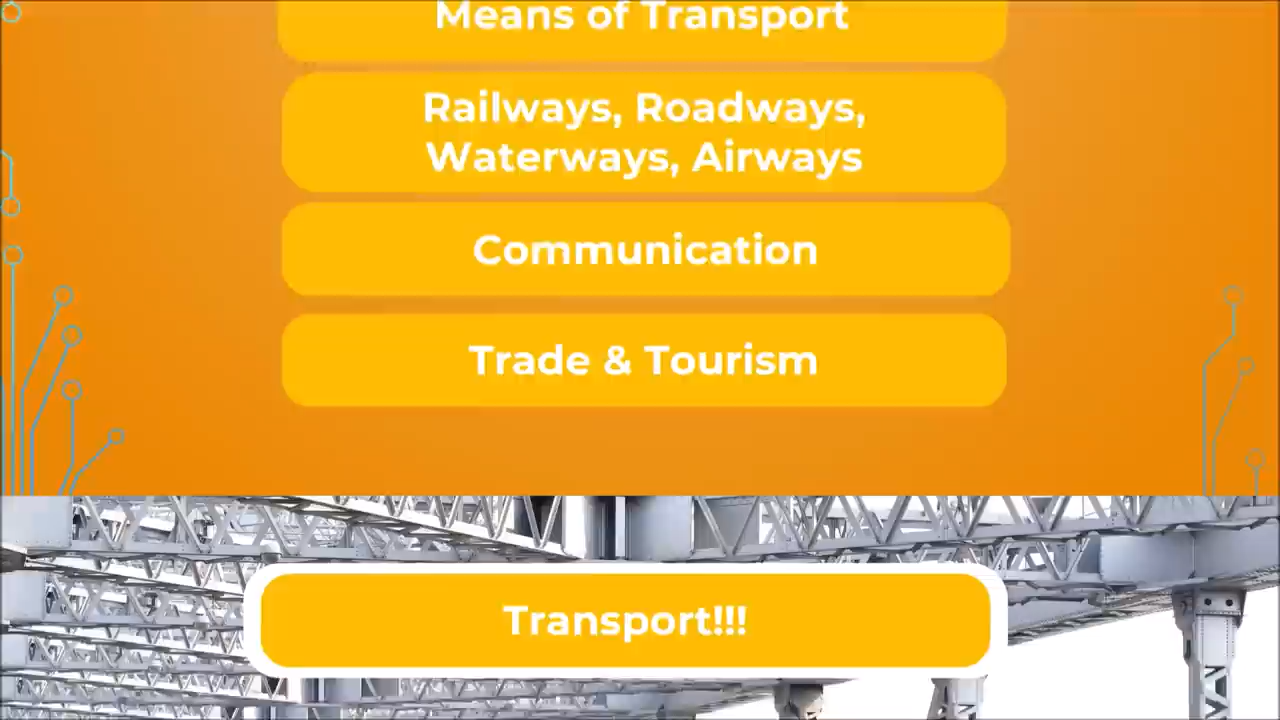 Means of Transport
Railways, Roadways,
Waterways, Airways
Communication
Trade & Tourism
Transport!!!